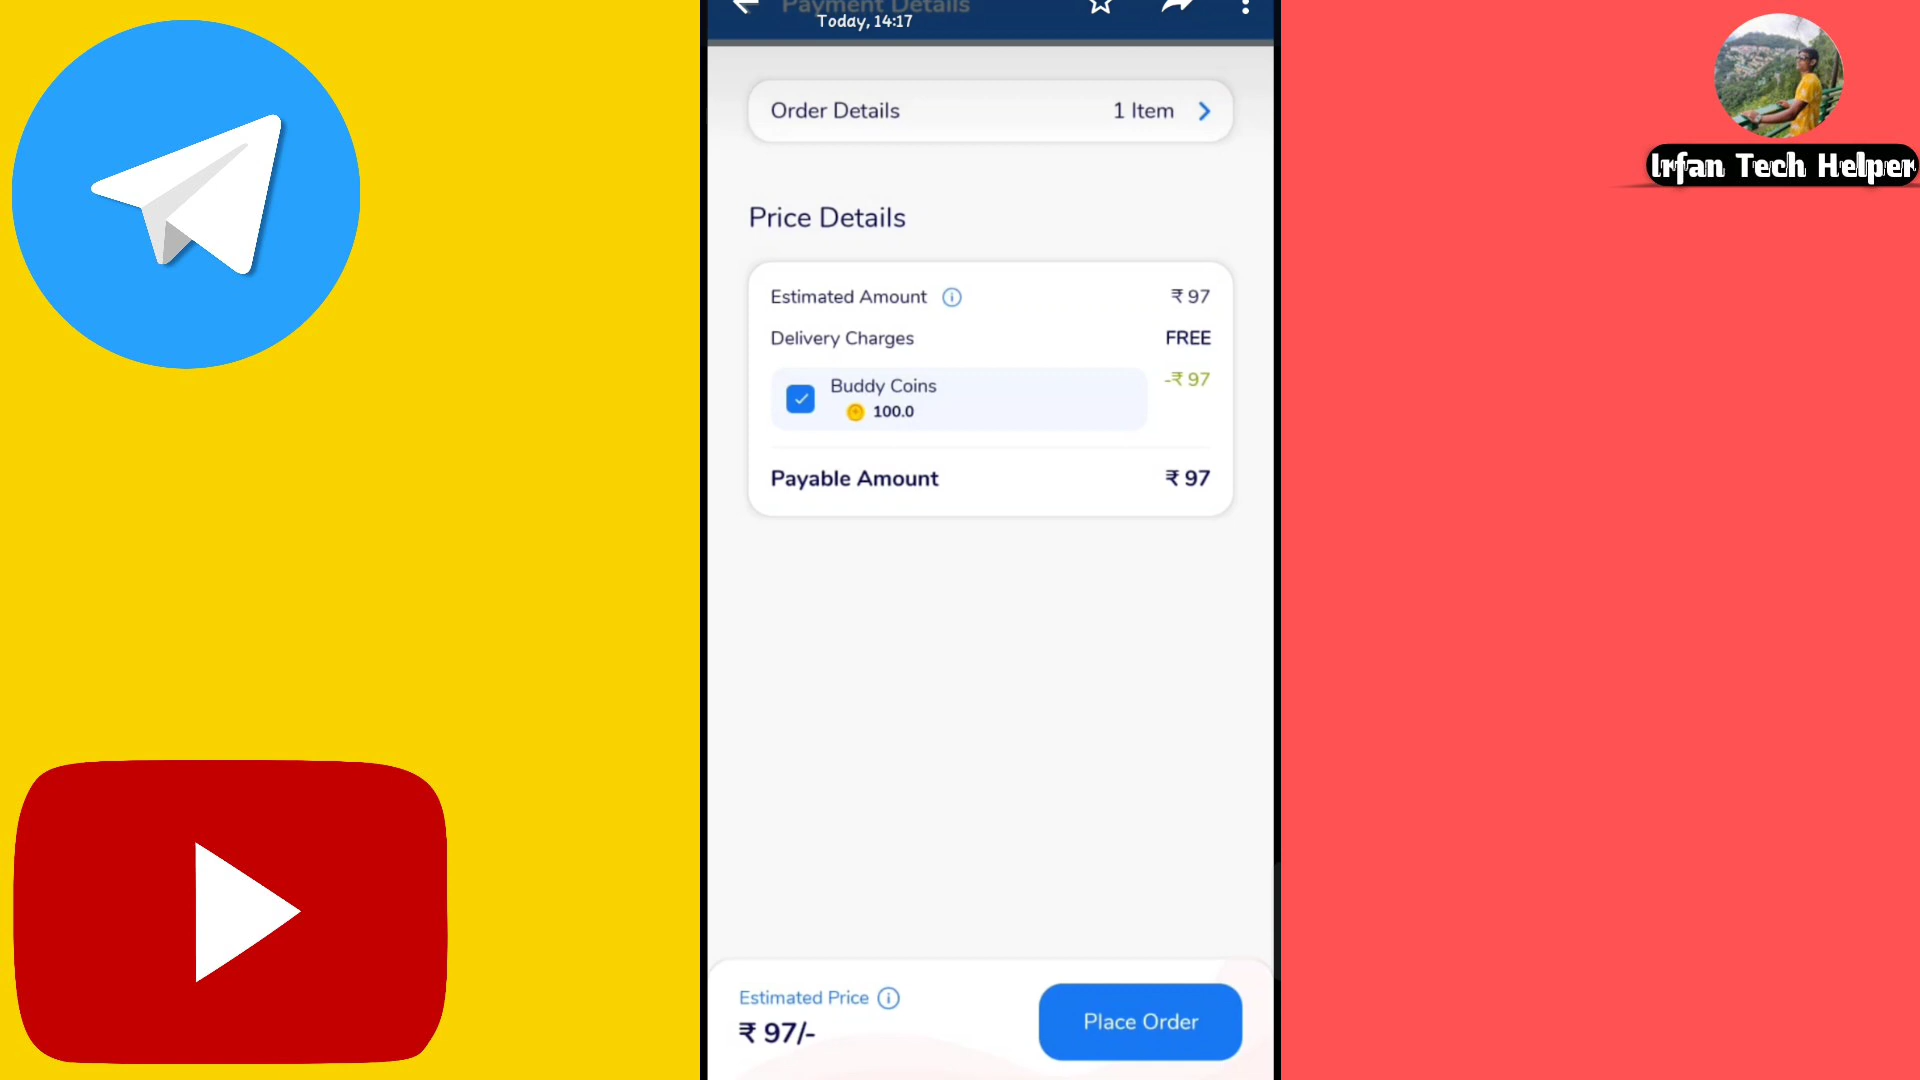 Payment Details
Today, 14:17
Irfan Tech Helper
Order Details 1 Item
Price Details
Estimated Amount ₹ 97
Delivery Charges FREE
Buddy Coins -₹ 97
100.0
Payable Amount ₹ 97
Estimated Price
₹ 97/-
Place Order